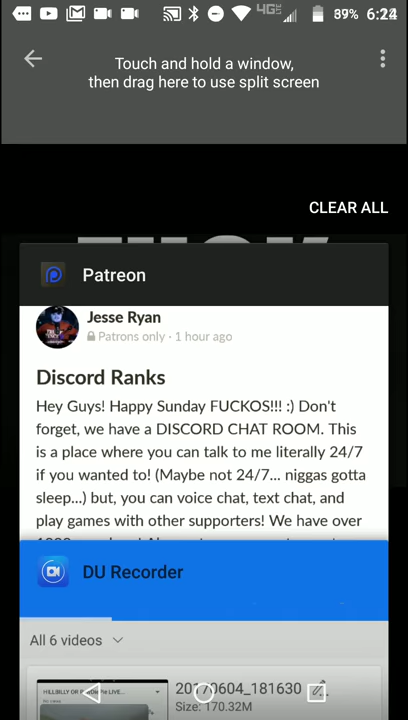 4G 89% 6:24
Touch and hold a window,
then drag here to use split screen
CLEAR ALL
Patreon
Jesse Ryan
Patrons only · 1 hour ago
Discord Ranks
Hey Guys! Happy Sunday FUCKOS!!! :) Don't
forget, we have a DISCORD CHAT ROOM. This
is a place where you can talk to me literally 24/7
if you wanted to! (Maybe not 24/7... niggas gotta
sleep...) but, you can voice chat, text chat, and
play games with other supporters! We have over
DU Recorder
All 6 videos
HILLBILLY OR LIVE...
20170604_181630
Size: 170.32M